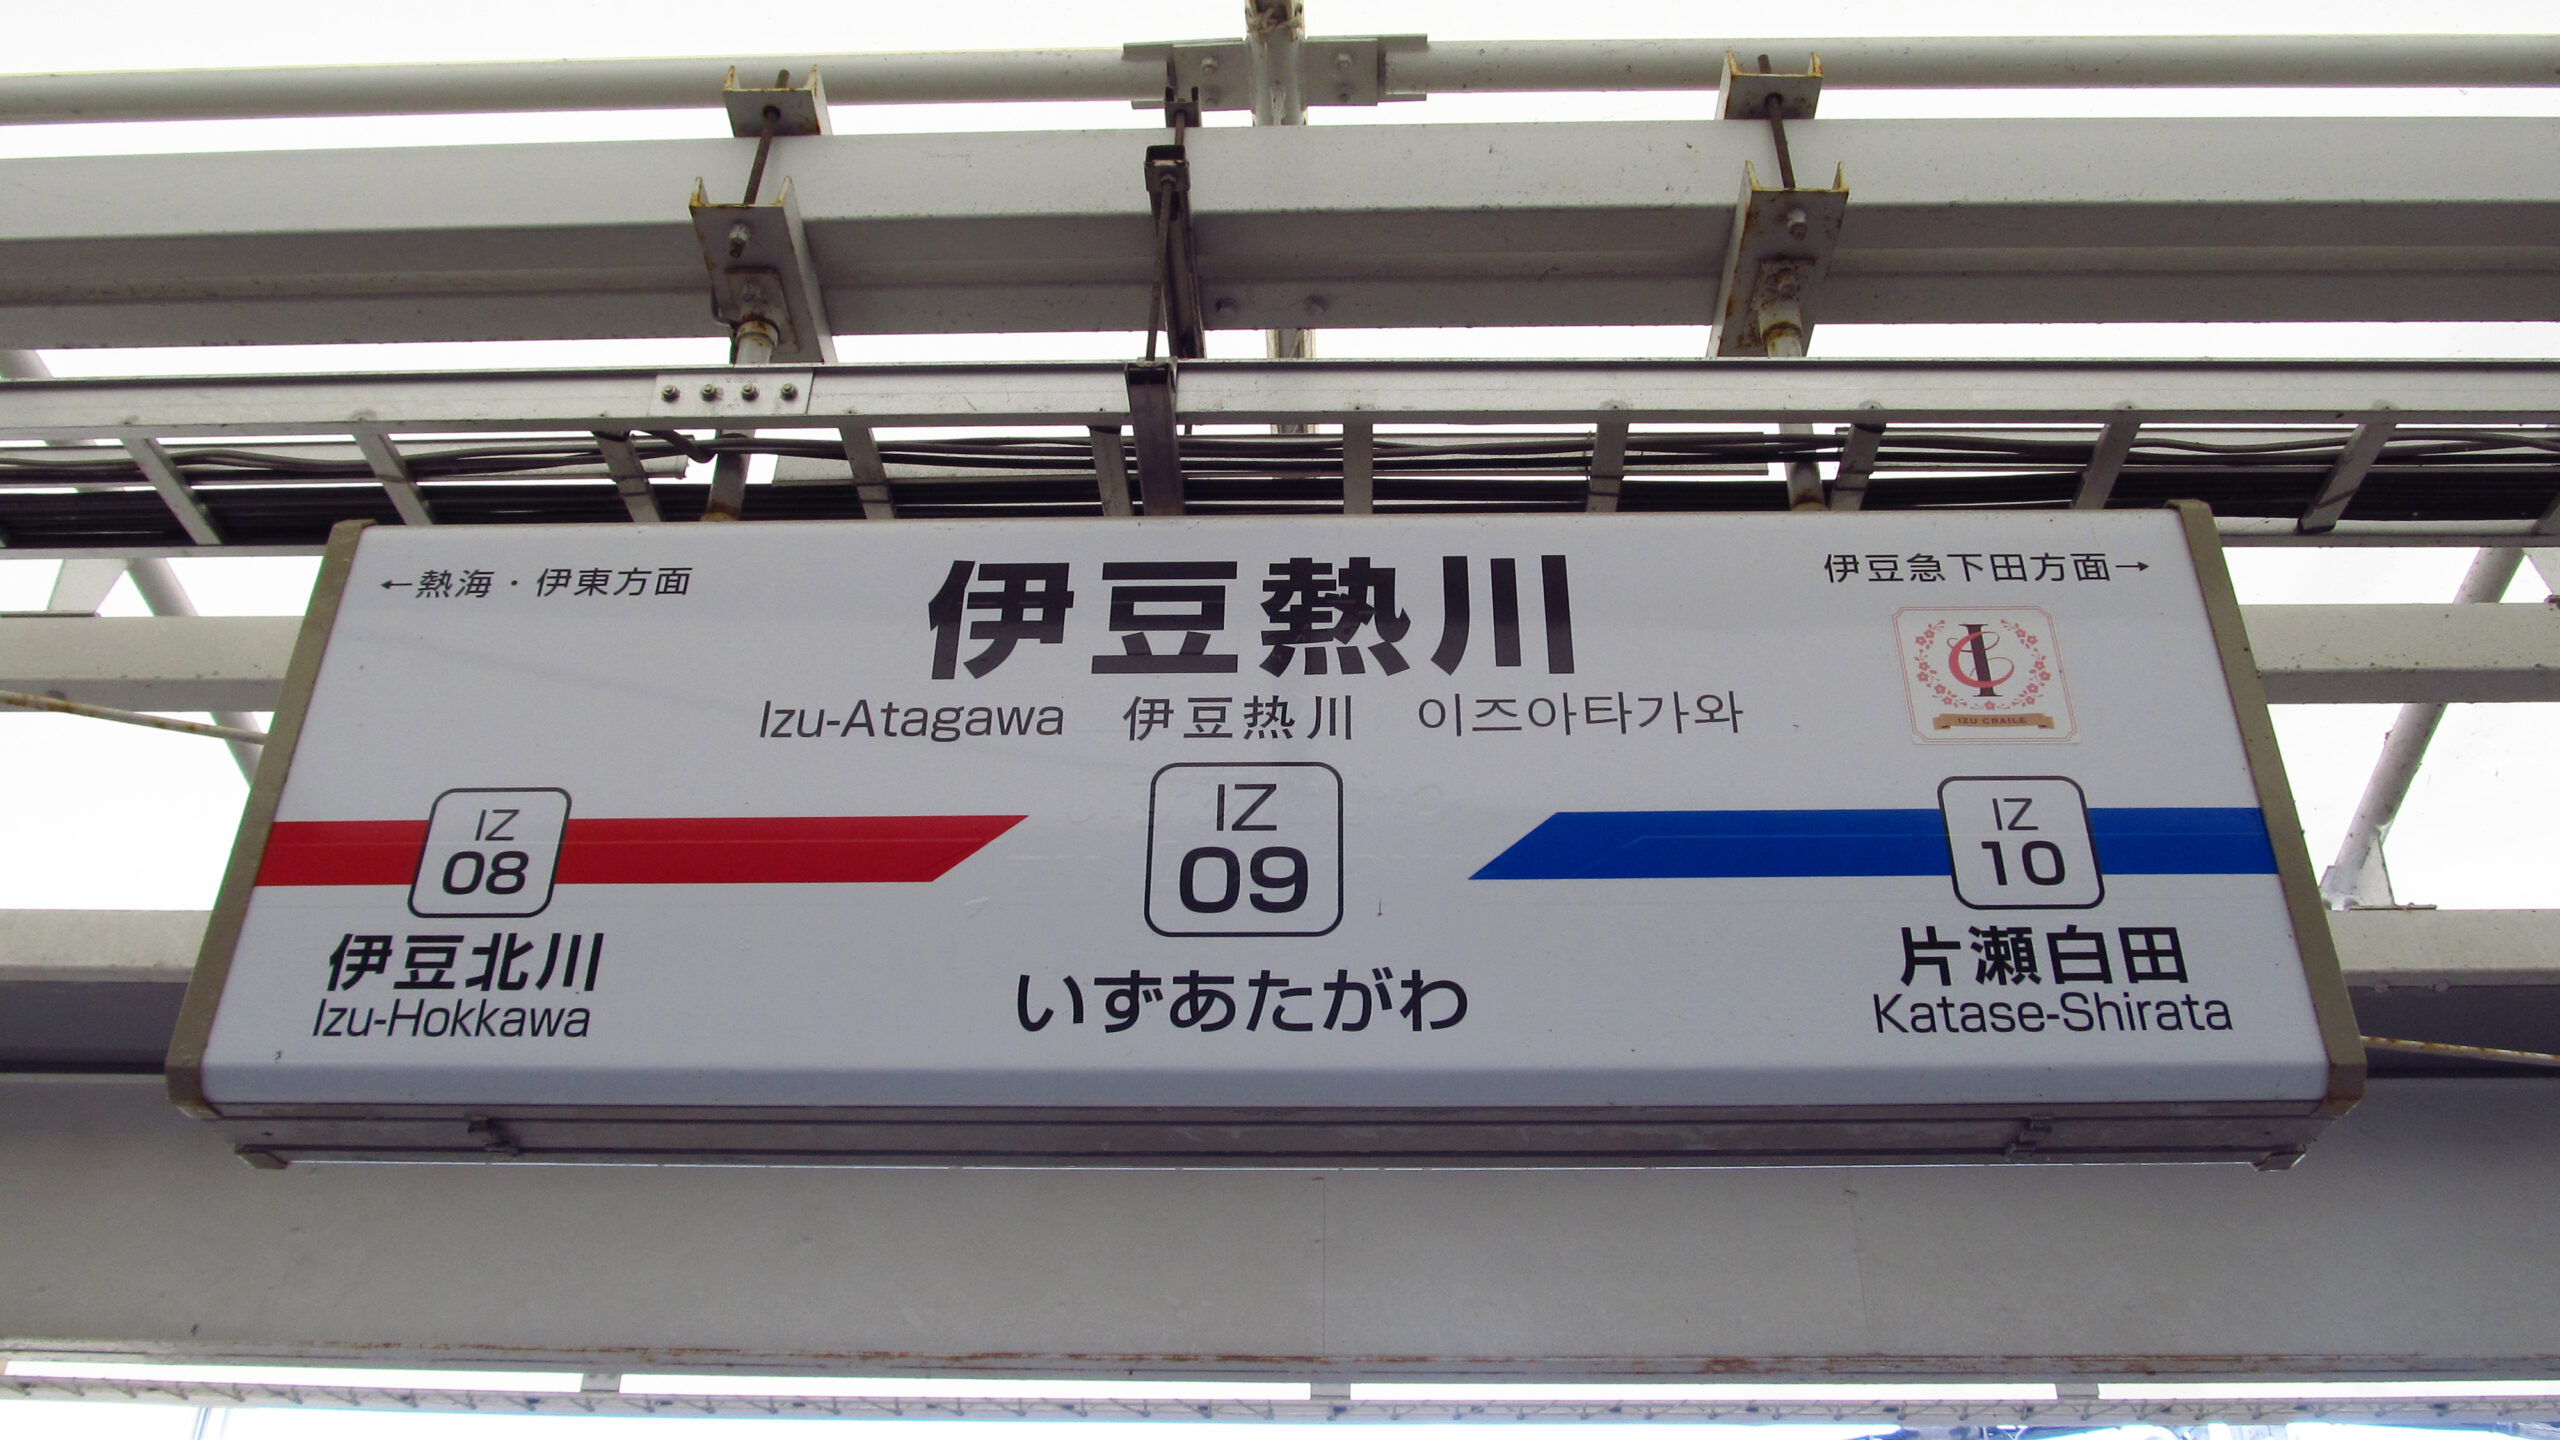 ←熱海・伊東方面
伊豆熱川
伊豆急下田方面→
Izu-Atagawa 伊豆热川 이즈아타가와
IC
IZU CRAILE
IZ
08
IZ
09
IZ
10
伊豆北川
Izu-Hokkawa
いずあたがわ
片瀬白田
Katase-Shirata